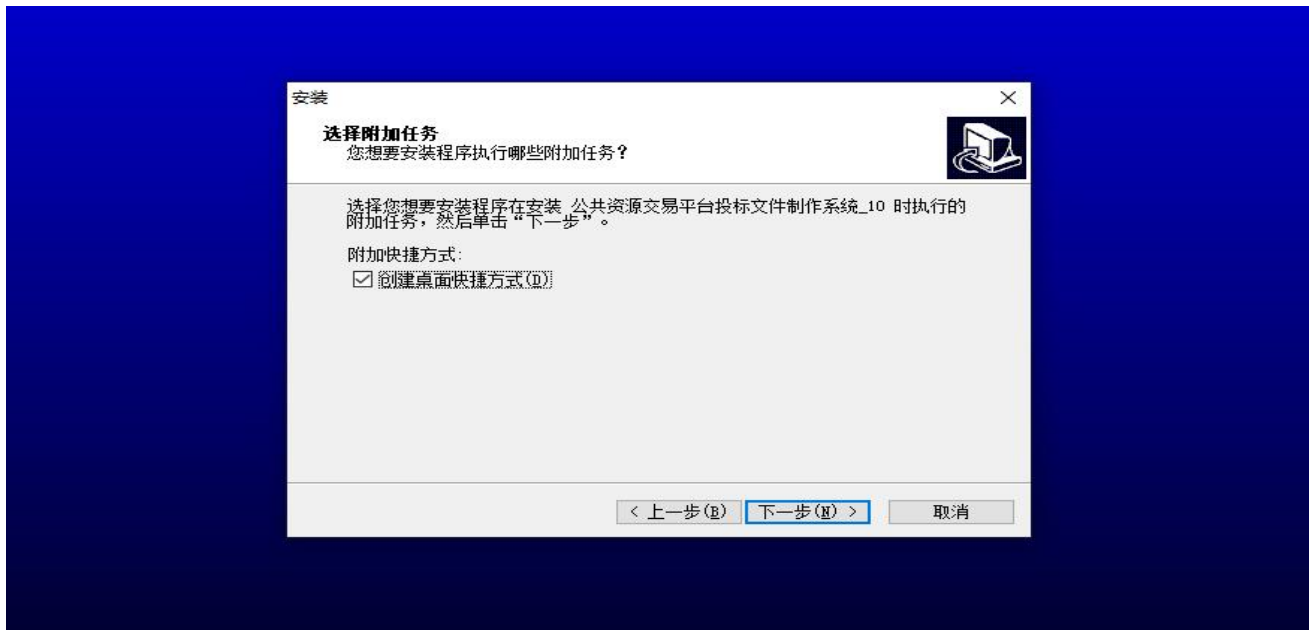 安装
选择附加任务
您想要安装程序执行哪些附加任务？
选择您想要安装程序在安装 公共资源交易平台投标文件制作系统_10 时执行的
附加任务，然后单击“下一步”。
附加快捷方式:
创建桌面快捷方式(D)
< 上一步(B) 下一步(N) > 取消